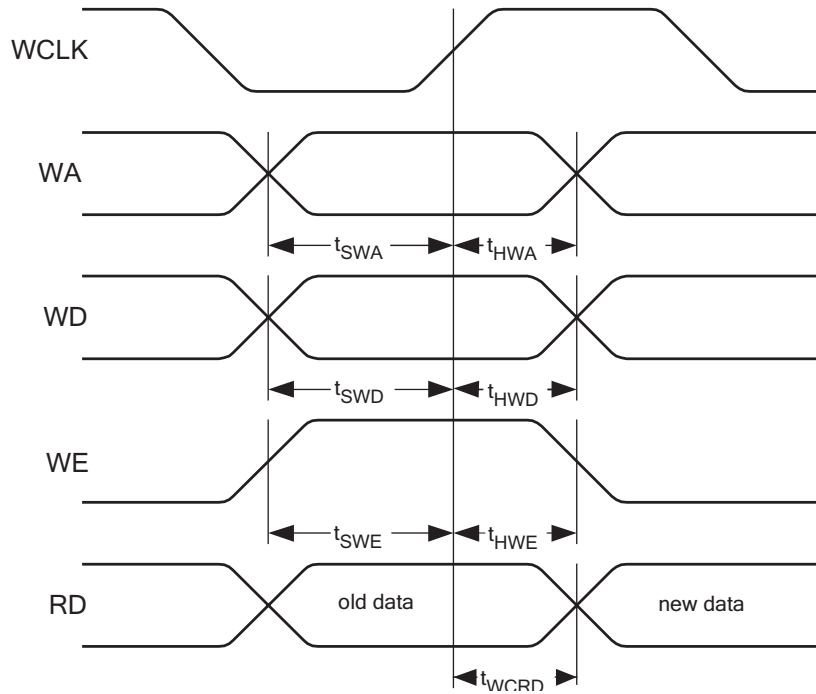 WCLK
WA
tSWA tHWA
WD
tSWD tHWD
WE
tSWE tHWE
RD old data new data
tWCRD